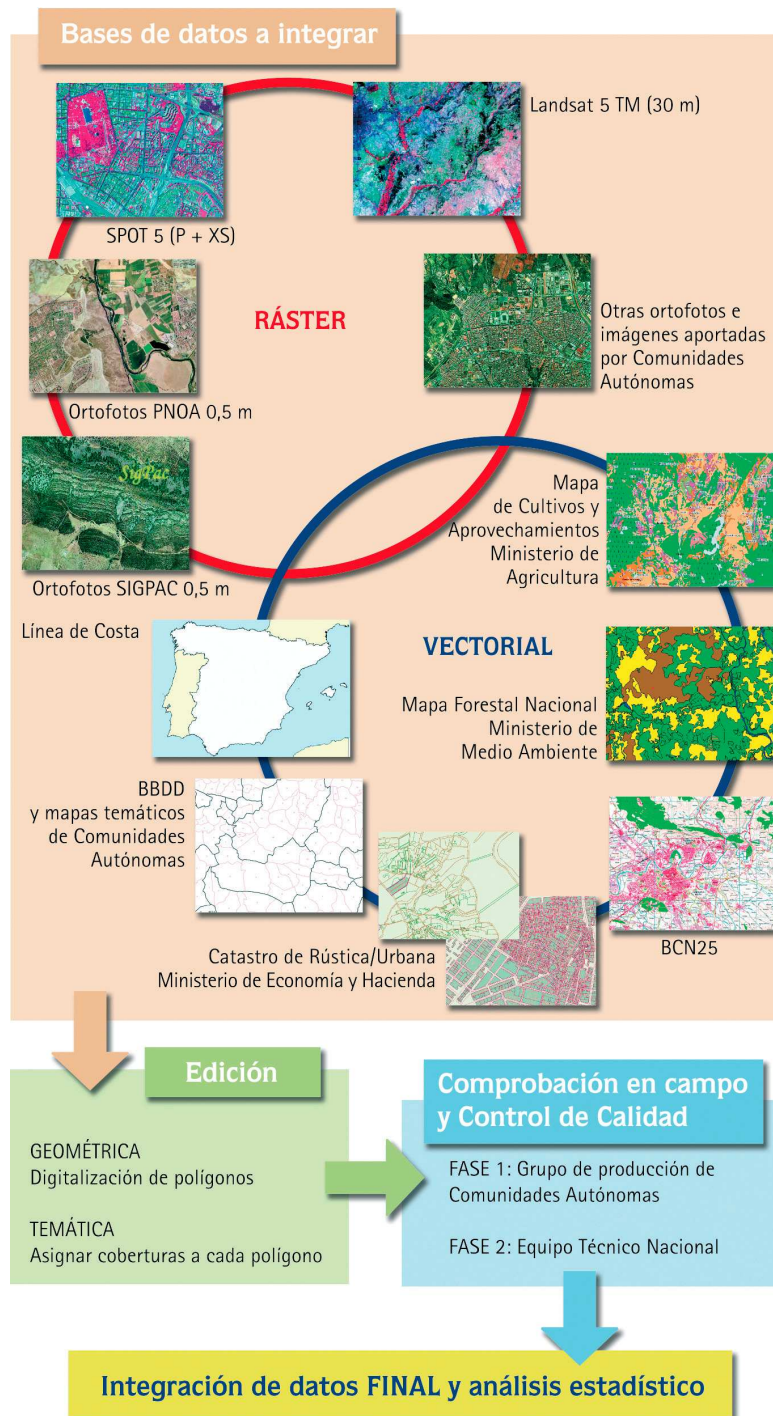 Bases de datos a integrar
Landsat 5 TM (30 m)
SPOT 5 (P + XS)
RÁSTER
Otras ortofotos e
imágenes aportadas
por Comunidades
Autónomas
Ortofotos PNOA 0,5 m
SigPac
Ortofotos SIGPAC 0,5 m
Mapa
de Cultivos y
Aprovechamientos
Ministerio de
Agricultura
Línea de Costa
VECTORIAL
Mapa Forestal Nacional
Ministerio de
Medio Ambiente
BBDD
y mapas temáticos
de Comunidades
Autónomas
Catastro de Rústica/Urbana
Ministerio de Economía y Hacienda
BCN25
Edición
GEOMÉTRICA
Digitalización de polígonos
TEMÁTICA
Asignar coberturas a cada polígono
Comprobación en campo
y Control de Calidad
FASE 1: Grupo de producción de
Comunidades Autónomas
FASE 2: Equipo Técnico Nacional
Integración de datos FINAL y análisis estadístico